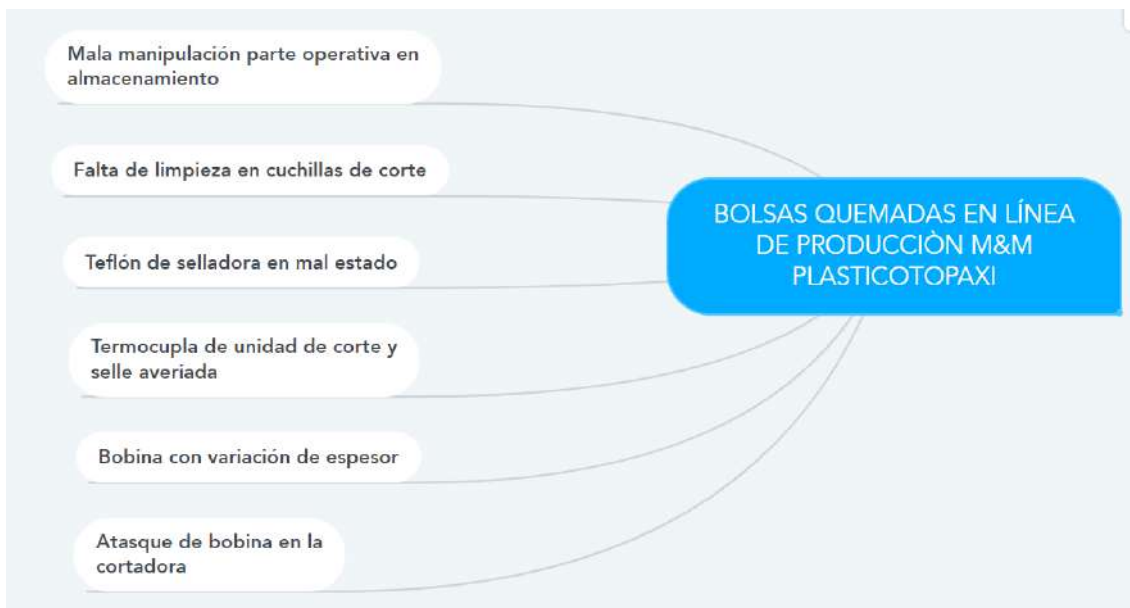 Mala manipulación parte operativa en
almacenamiento
Falta de limpieza en cuchillas de corte
Teflón de selladora en mal estado
Termocupla de unidad de corte y
selle averiada
Bobina con variación de espesor
Atasque de bobina en la
cortadora
BOLSAS QUEMADAS EN LÍNEA
DE PRODUCCIÒN M&M
PLASTICOTOPAXI